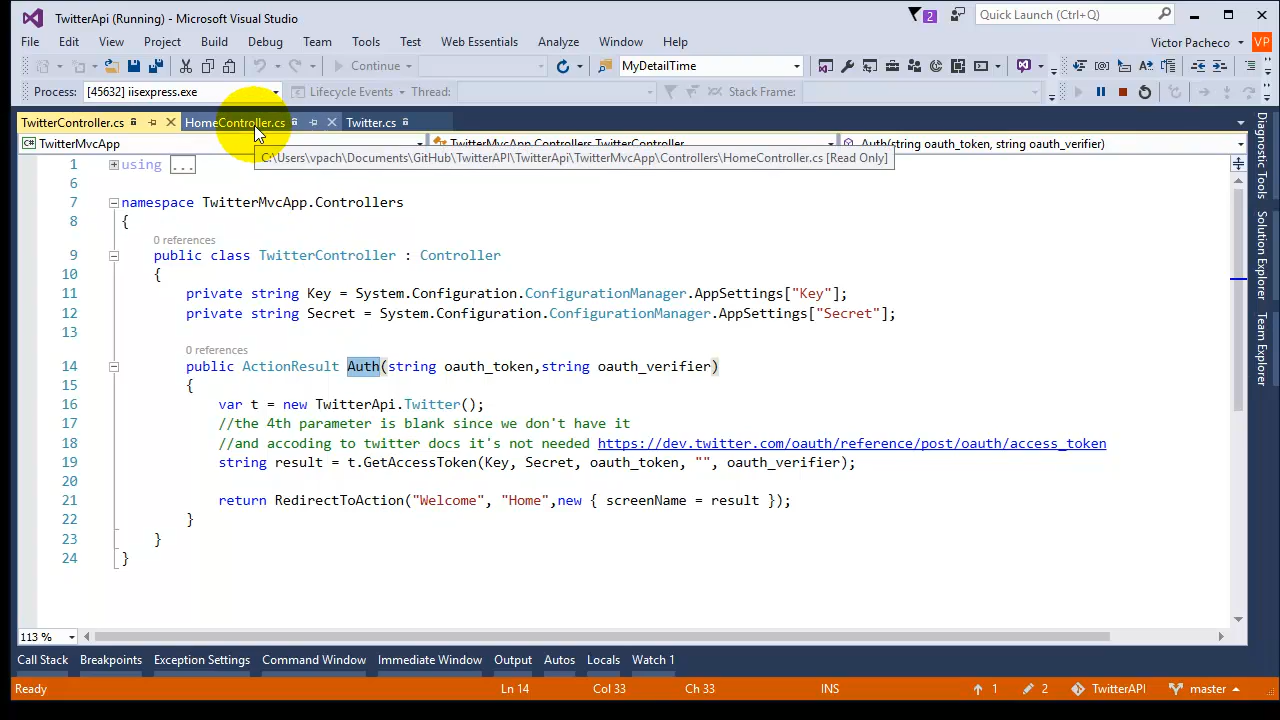 TwitterApi (Running) - Microsoft Visual Studio
2
Quick Launch (Ctrl+Q)
File Edit View Project Build Debug Team Tools Test Web Essentials Analyze Window Help
Victor Pacheco VP
Continue MyDetailTime
Process: [45632] iisexpress.exe Lifecycle Events Thread: Stack Frame:
TwitterController.cs HomeController.cs Twitter.cs
TwitterMvcApp TwitterMvcApp.Controllers.TwitterController Auth(string oauth_token, string oauth_verifier)
C:\Users\vpach\Documents\GitHub\TwitterAPI\TwitterApi\TwitterMvcApp\Controllers\HomeController.cs [Read Only]
1 using ...
6
7 namespace TwitterMvcApp.Controllers
8 {
0 references
9 public class TwitterController : Controller
10 {
11 private string Key = System.Configuration.ConfigurationManager.AppSettings["Key"];
12 private string Secret = System.Configuration.ConfigurationManager.AppSettings["Secret"];
13
0 references
14 public ActionResult Auth(string oauth_token,string oauth_verifier)
15 {
16 var t = new TwitterApi.Twitter();
17 //the 4th parameter is blank since we don't have it
18 //and accoding to twitter docs it's not needed https://dev.twitter.com/oauth/reference/post/oauth/access_token
19 string result = t.GetAccessToken(Key, Secret, oauth_token, "", oauth_verifier);
20
21 return RedirectToAction("Welcome", "Home",new { screenName = result });
22 }
23 }
24 }
Diagnostic Tools
Solution Explorer
Team Explorer
113 %
Call Stack Breakpoints Exception Settings Command Window Immediate Window Output Autos Locals Watch 1
Ready Ln 14 Col 33 Ch 33 INS 1 2 TwitterAPI master